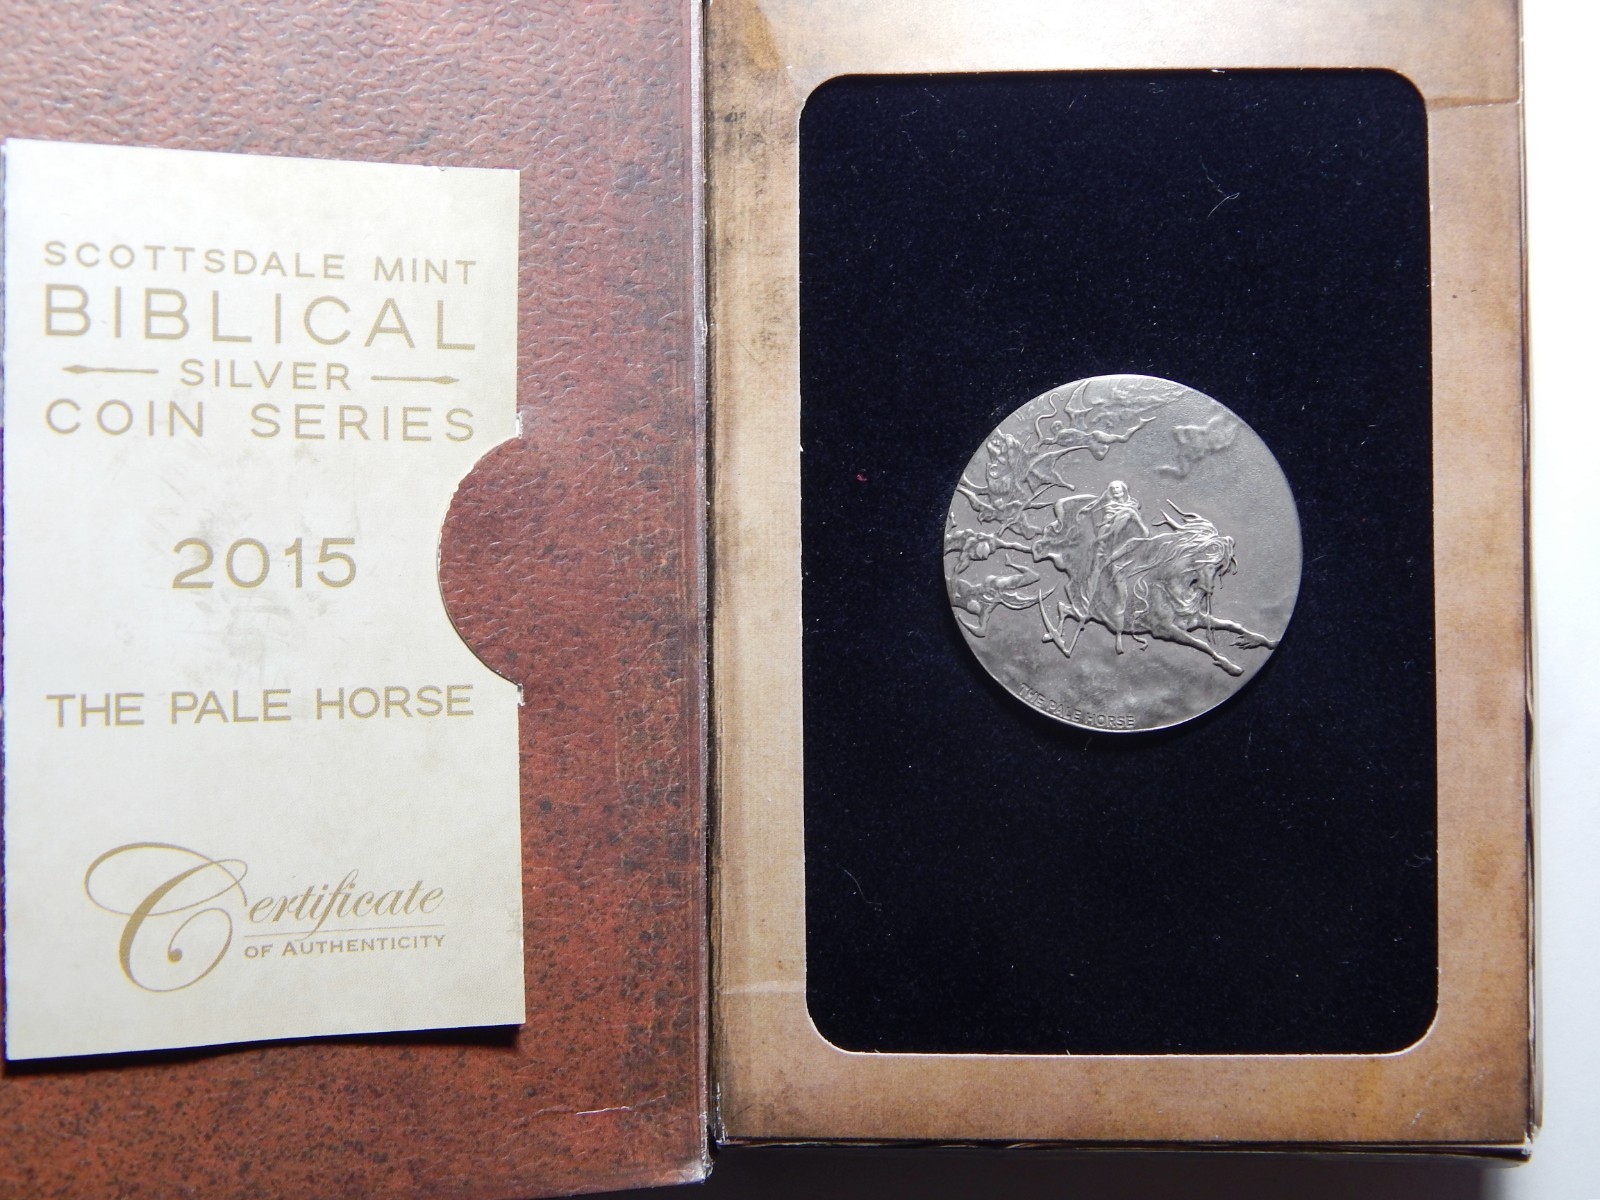 SCOTTSDALE MINT
BIBLICAL
SILVER
COIN SERIES
2015
THE PALE HORSE
Certificate
OF AUTHENTICITY
THE PALE HORSE